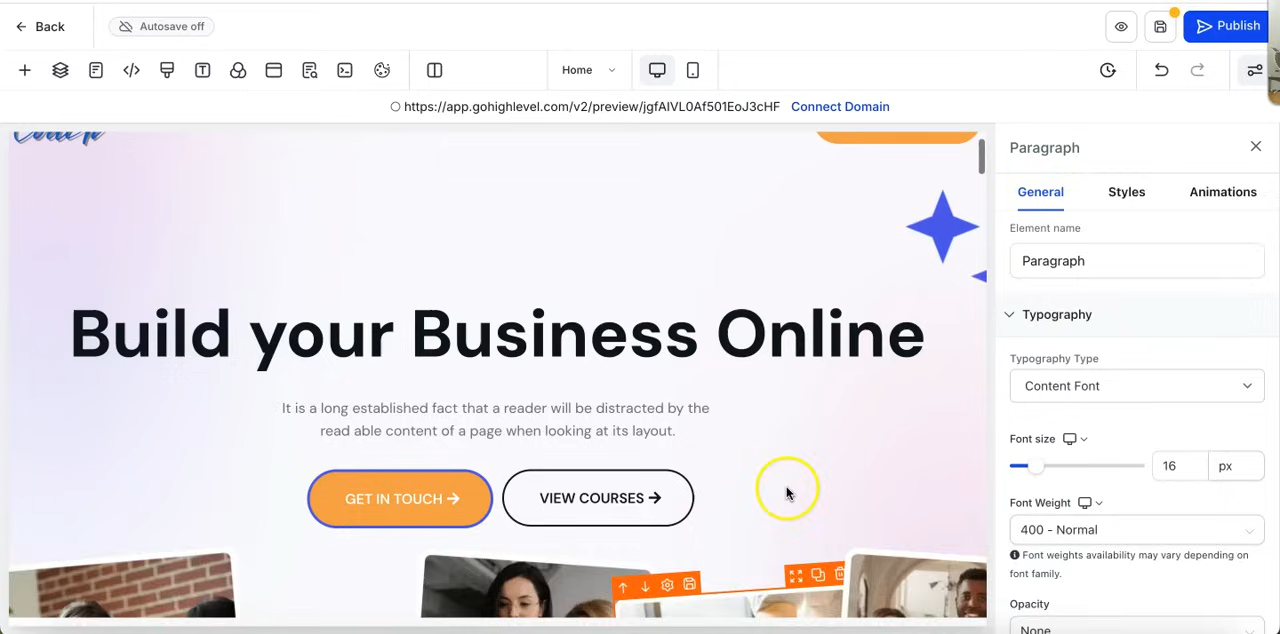 Back
Autosave off
Publish
Home
https://app.gohighlevel.com/v2/preview/jgfAIVL0Af501EoJ3cHF Connect Domain
Build your Business Online
It is a long established fact that a reader will be distracted by the
read able content of a page when looking at its layout.
GET IN TOUCH
VIEW COURSES
Paragraph
General Styles Animations
Element name
Paragraph
Typography
Typography Type
Content Font
Font size
16 px
Font Weight
400 - Normal
Font weights availability may vary depending on
font family.
Opacity
None